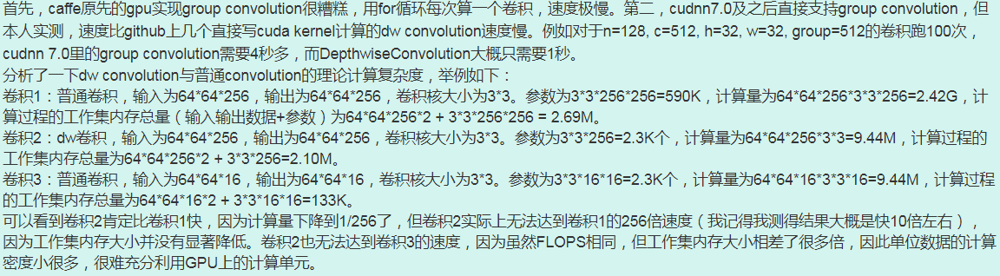 首先，caffe原先的gpu实现group convolution很糟糕，用for循环每次算一个卷积，速度极慢。第二，cudnn7.0及之后直接支持group convolution，但
本人实测，速度比github上几个直接写cuda kernel计算的dw convolution速度慢。例如对于n=128, c=512, h=32, w=32, group=512的卷积跑100次，
cudnn 7.0里的group convolution需要4秒多，而DepthwiseConvolution大概只需要1秒。
分析了一下dw convolution与普通convolution的理论计算复杂度，举例如下：
卷积1：普通卷积，输入为64*64*256，输出为64*64*256，卷积核大小为3*3。参数为3*3*256*256=590K，计算量为64*64*256*3*3*256=2.42G，计
算过程的工作集内存总量（输入输出数据+参数）为64*64*256*2 + 3*3*256*256 = 2.69M。
卷积2：dw卷积，输入为64*64*256，输出为64*64*256，卷积核大小为3*3。参数为3*3*256=2.3K个，计算量为64*64*256*3*3=9.44M，计算过程的
工作集内存总量为64*64*256*2 + 3*3*256=2.10M。
卷积3：普通卷积，输入为64*64*16，输出为64*64*16，卷积核大小为3*3。参数为3*3*16*16=2.3K个，计算量为64*64*16*3*3*16=9.44M，计算过程
的工作集内存总量为64*64*16*2 + 3*3*16*16=133K。
可以看到卷积2肯定比卷积1快，因为计算量下降到1/256了，但卷积2实际上无法达到卷积1的256倍速度（我记得我测得结果大概是快10倍左右），
因为工作集内存大小并没有显著降低。卷积2也无法达到卷积3的速度，因为虽然FLOPS相同，但工作集内存大小相差了很多倍，因此单位数据的计算
密度小很多，很难充分利用GPU上的计算单元。